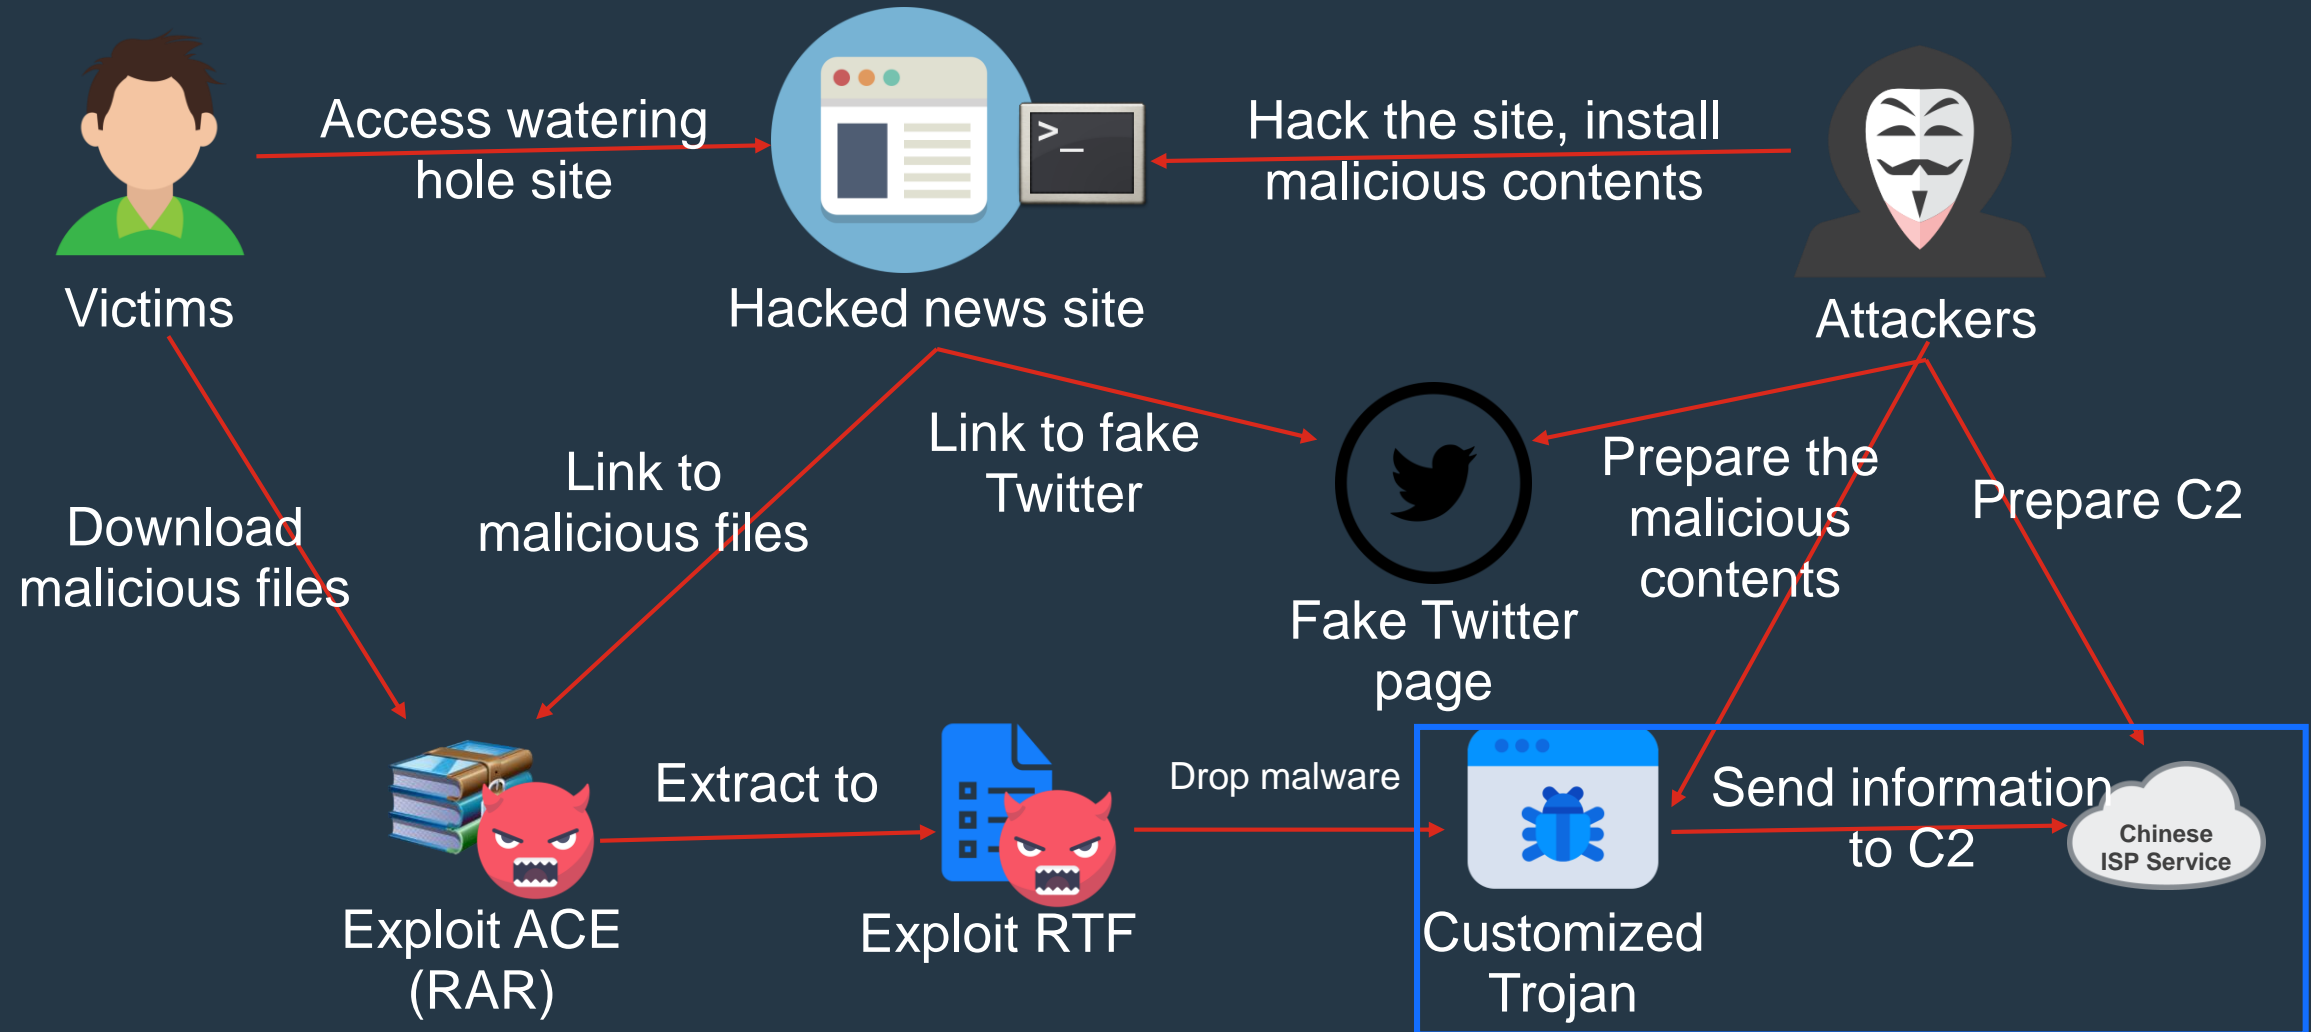 Access watering
hole site
Hack the site, install
malicious contents
>_
Victims
Hacked news site
Attackers
Link to fake
Twitter
Link to
malicious files
Prepare the
malicious
contents
Prepare C2
Download
malicious files
Fake Twitter
page
Extract to
Drop malware
Send information
to C2
Chinese
ISP Service
Exploit ACE
(RAR)
Exploit RTF
Customized
Trojan